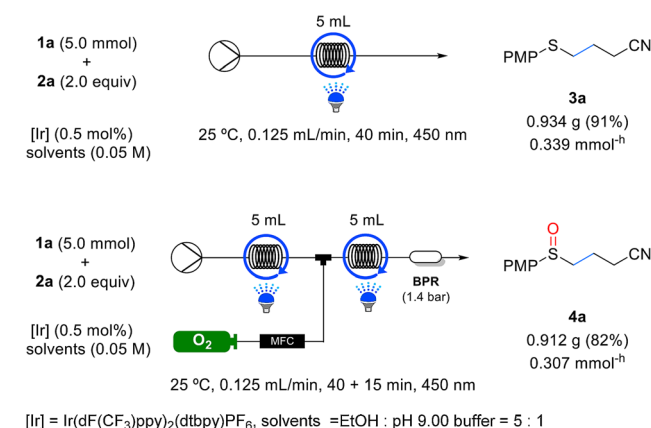 1a (5.0 mmol)
+
2a (2.0 equiv)
[Ir] (0.5 mol%)
solvents (0.05 M)
5 mL
25 ºC, 0.125 mL/min, 40 min, 450 nm
PMP S CN
3a
0.934 g (91%)
0.339 mmol-h
1a (5.0 mmol)
+
2a (2.0 equiv)
[Ir] (0.5 mol%)
solvents (0.05 M)
5 mL 5 mL
BPR
(1.4 bar)
O2 MFC
25 ºC, 0.125 mL/min, 40 + 15 min, 450 nm
O
PMP S CN
4a
0.912 g (82%)
0.307 mmol-h
[Ir] = Ir(dF(CF3)ppy)2(dtbpy)PF6, solvents =EtOH : pH 9.00 buffer = 5 : 1